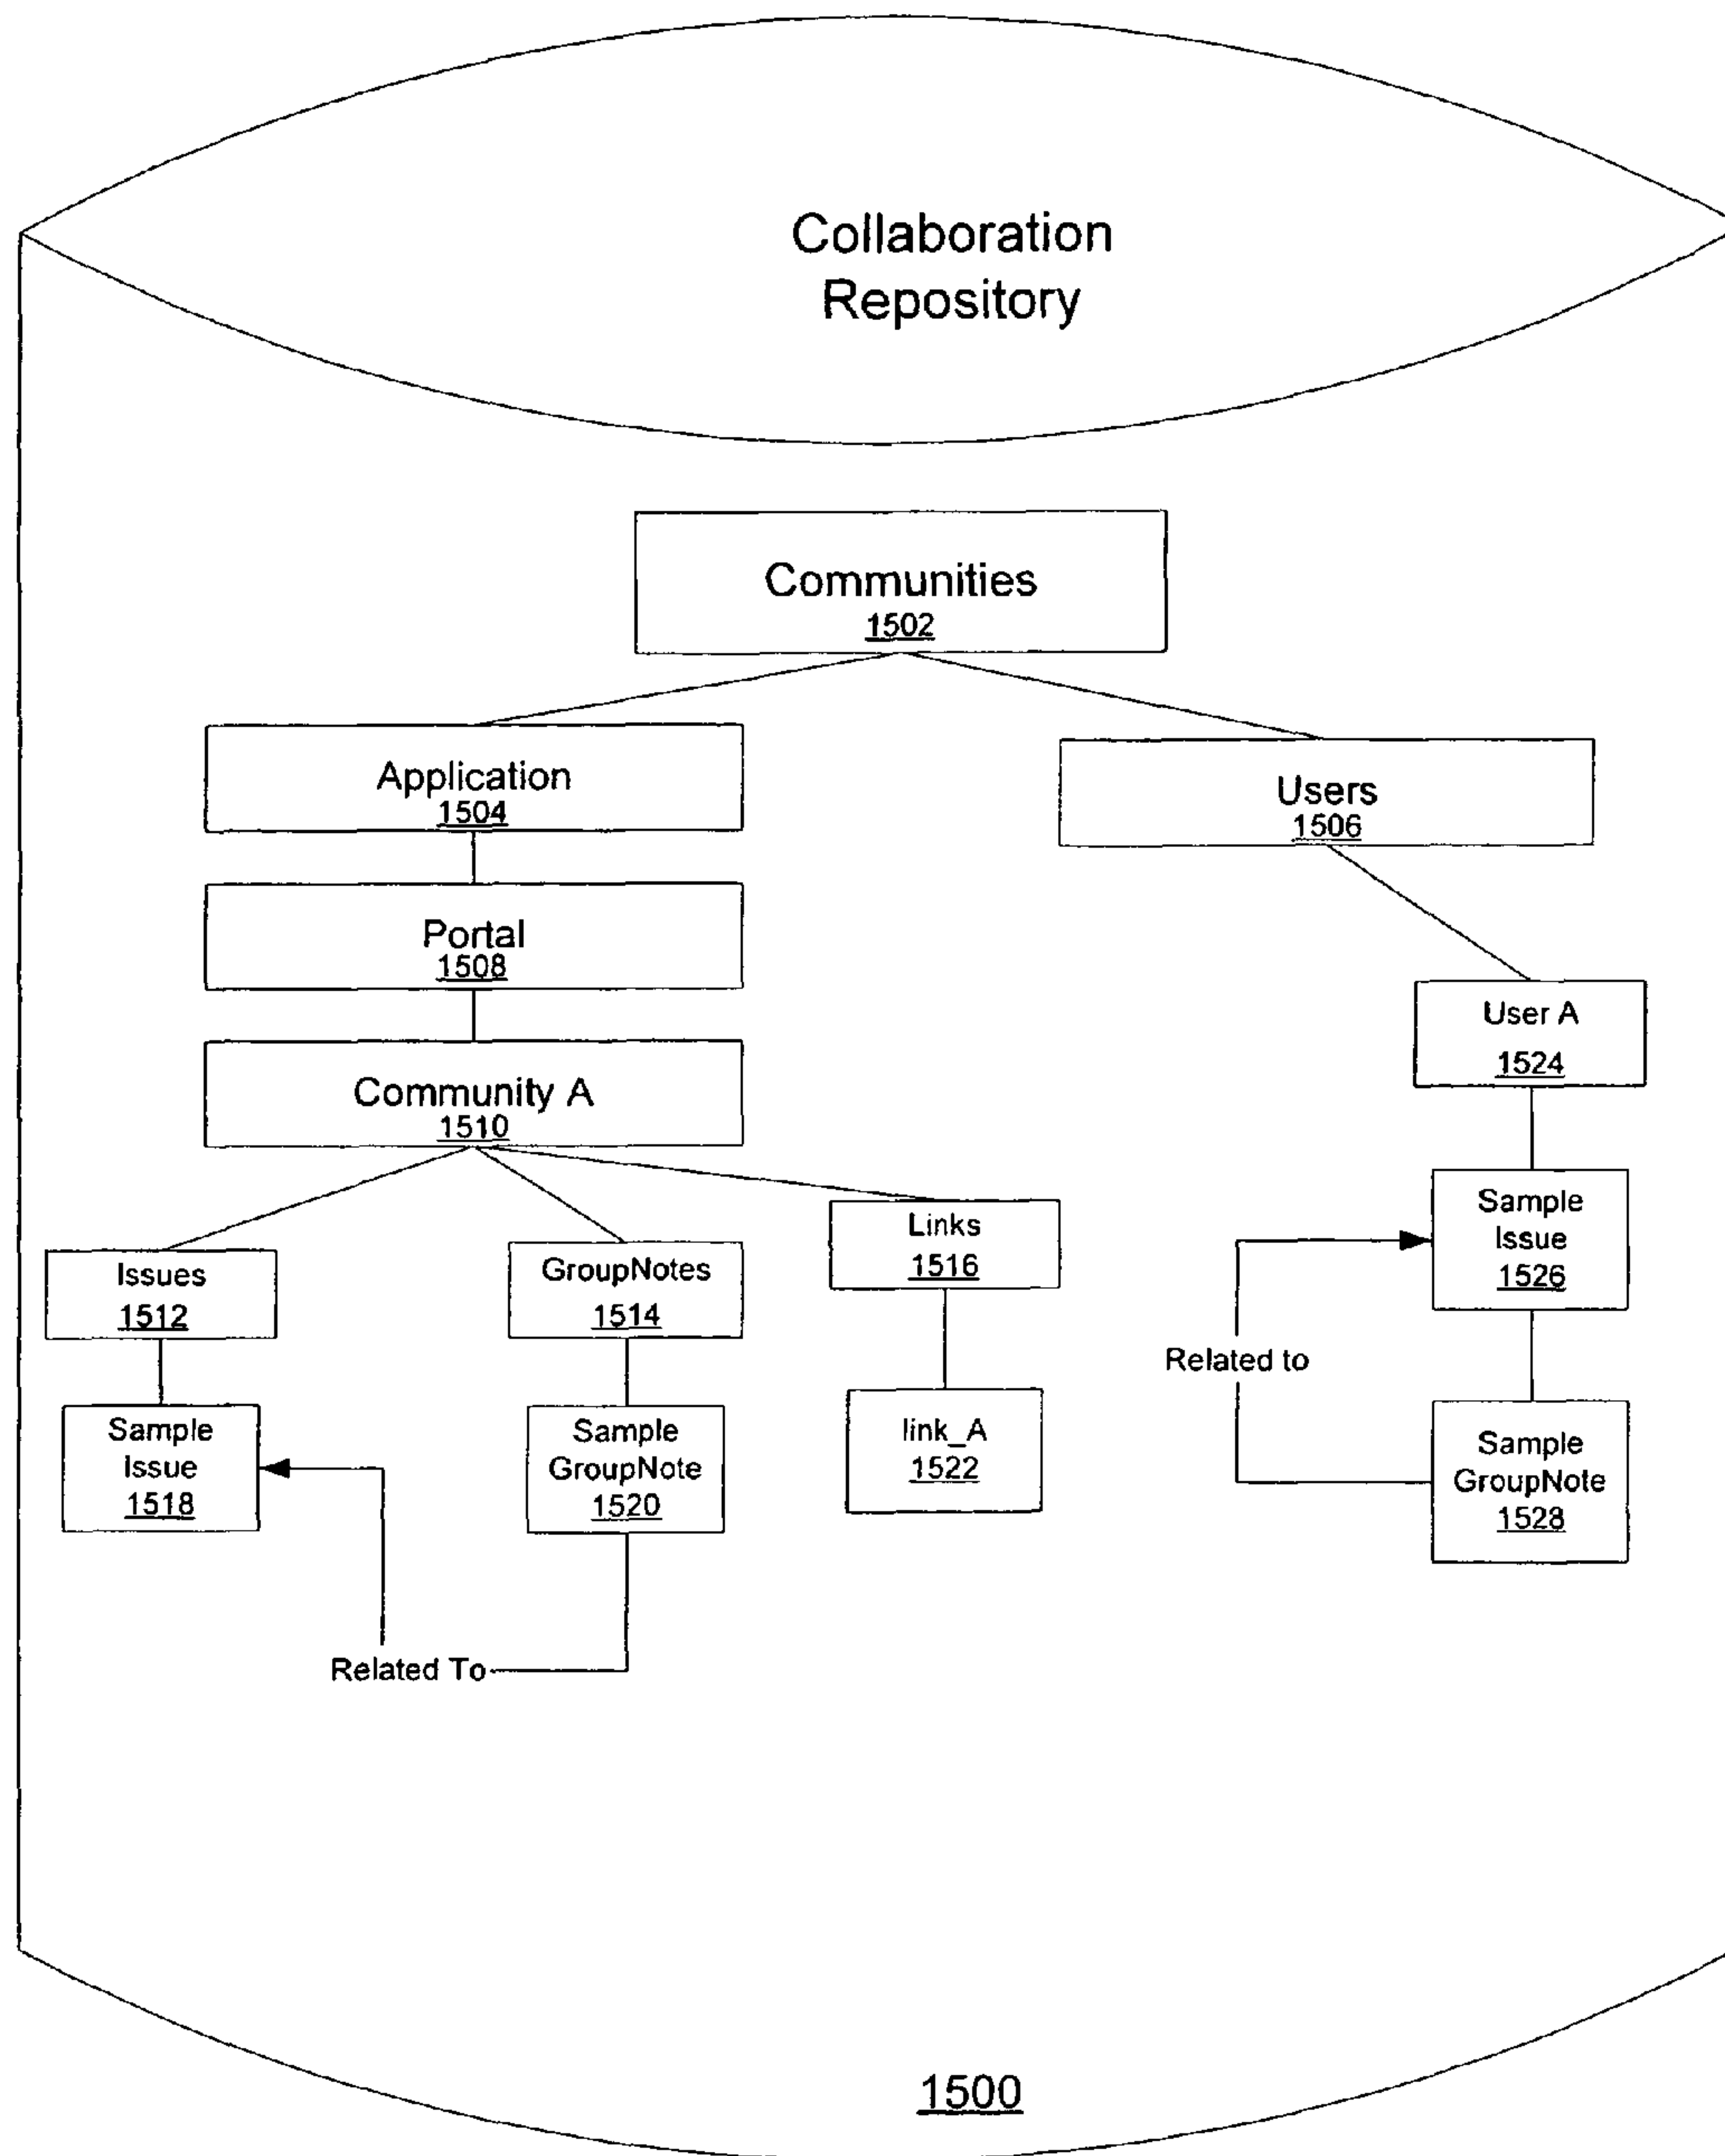 Collaboration
Repository
Communities
1502
Application
1504
Users
1506
Portal
1508
Community A
1510
User A
1524
Issues
1512
GroupNotes
1514
Links
1516
Sample
Issue
1526
Related to
Sample
Issue
1518
Sample
GroupNote
1520
link_A
1522
Sample
GroupNote
1528
Related To
1500